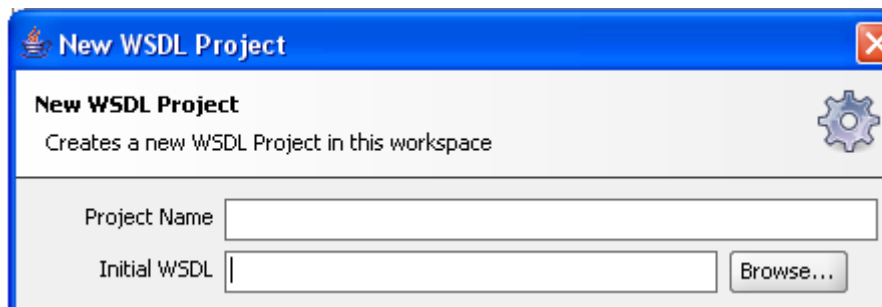 New WSDL Project
New WSDL Project
Creates a new WSDL Project in this workspace
Project Name
Initial WSDL Browse...